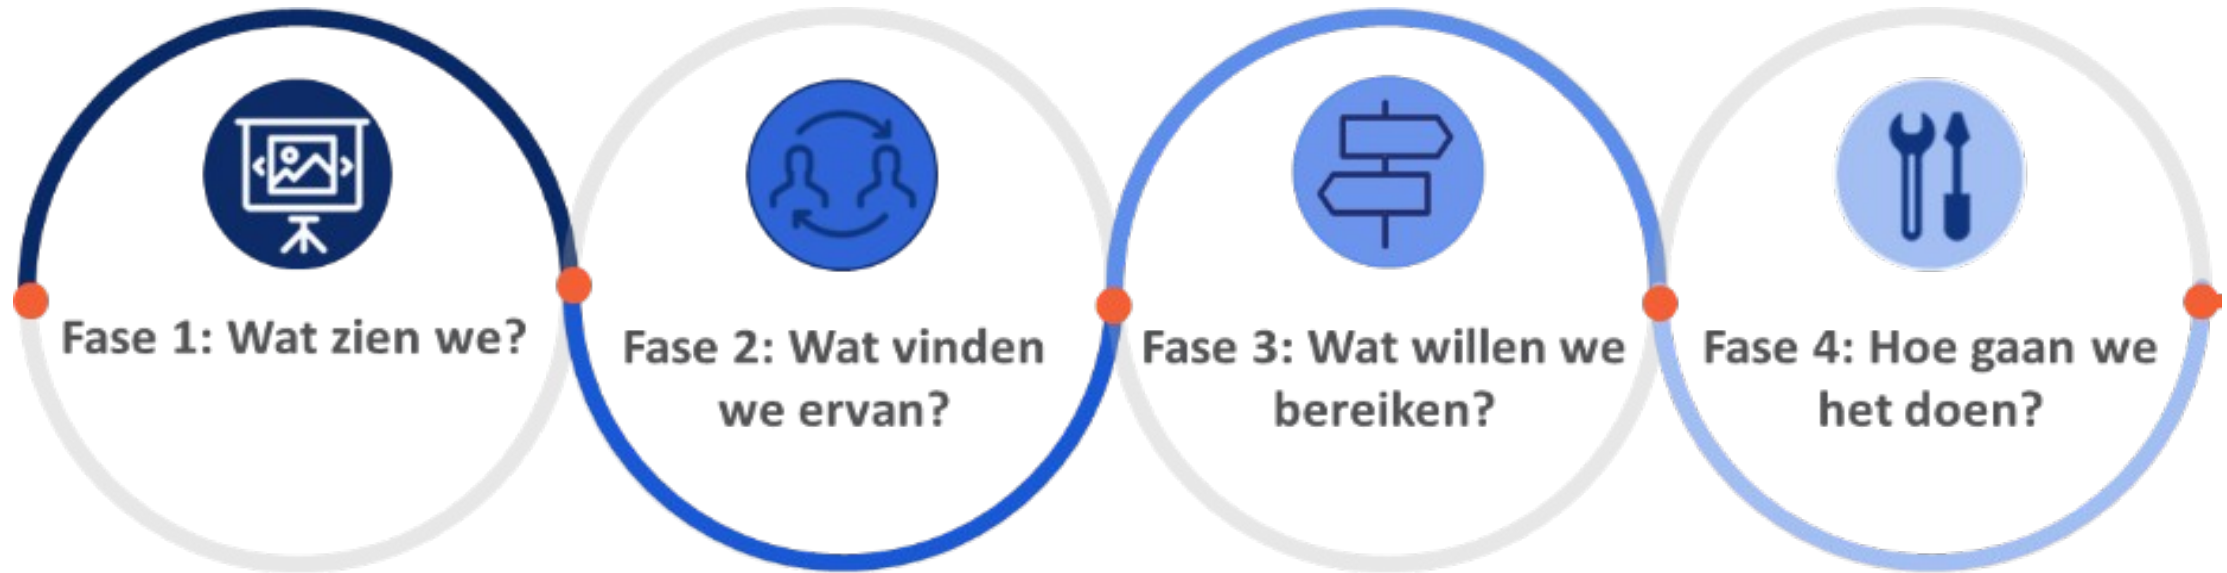 Fase 1: Wat zien we?
Fase 2: Wat vinden
we ervan?
Fase 3: Wat willen we
bereiken?
Fase 4: Hoe gaan we
het doen?